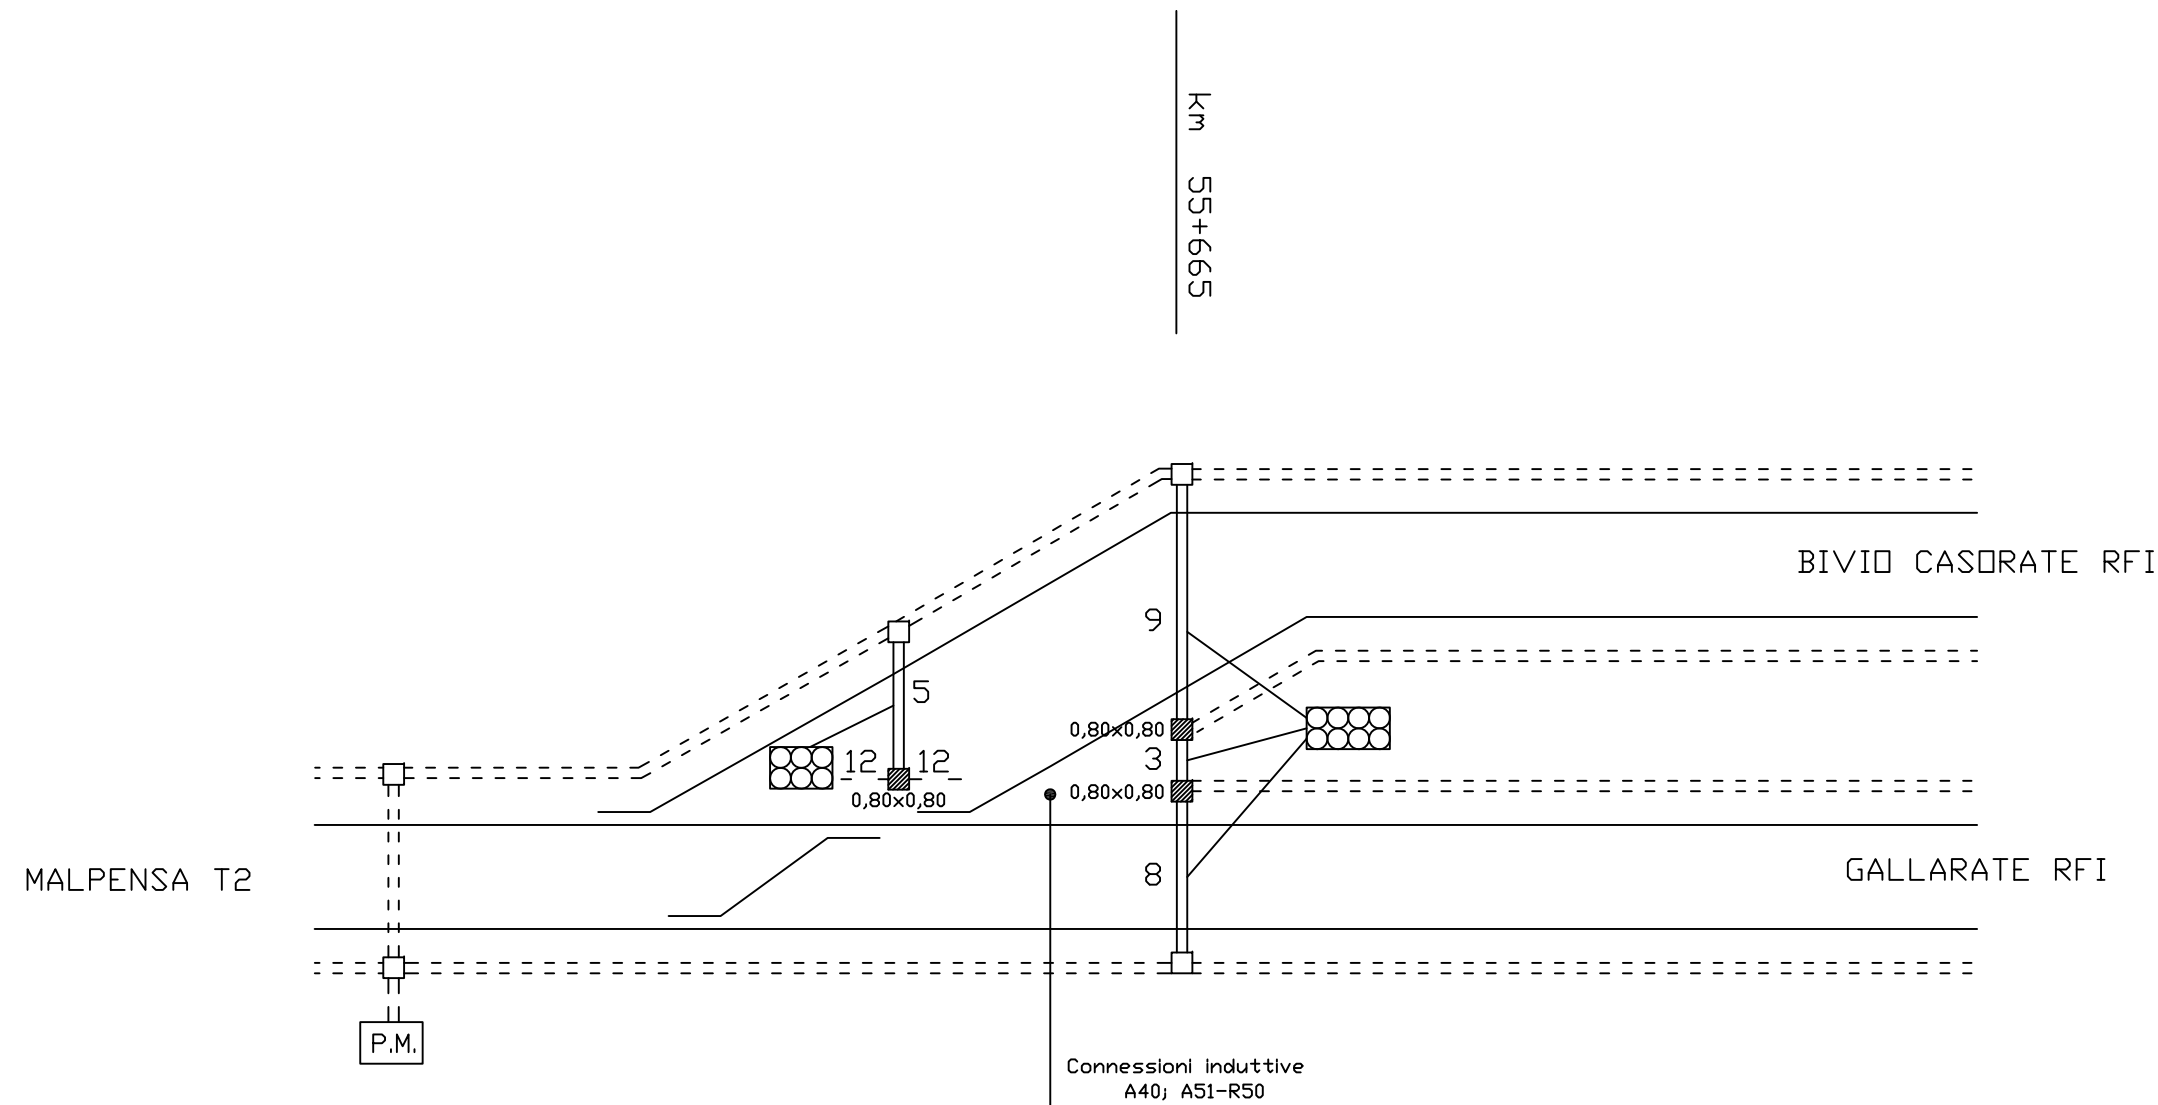 km 55+665
BIVIO CASORATE RFI
9
5
0,80x0,80
12 12
3
0,80x0,80
0,80x0,80
8
MALPENSA T2
GALLARATE RFI
P.M.
Connessioni induttive
A40; A51-R50